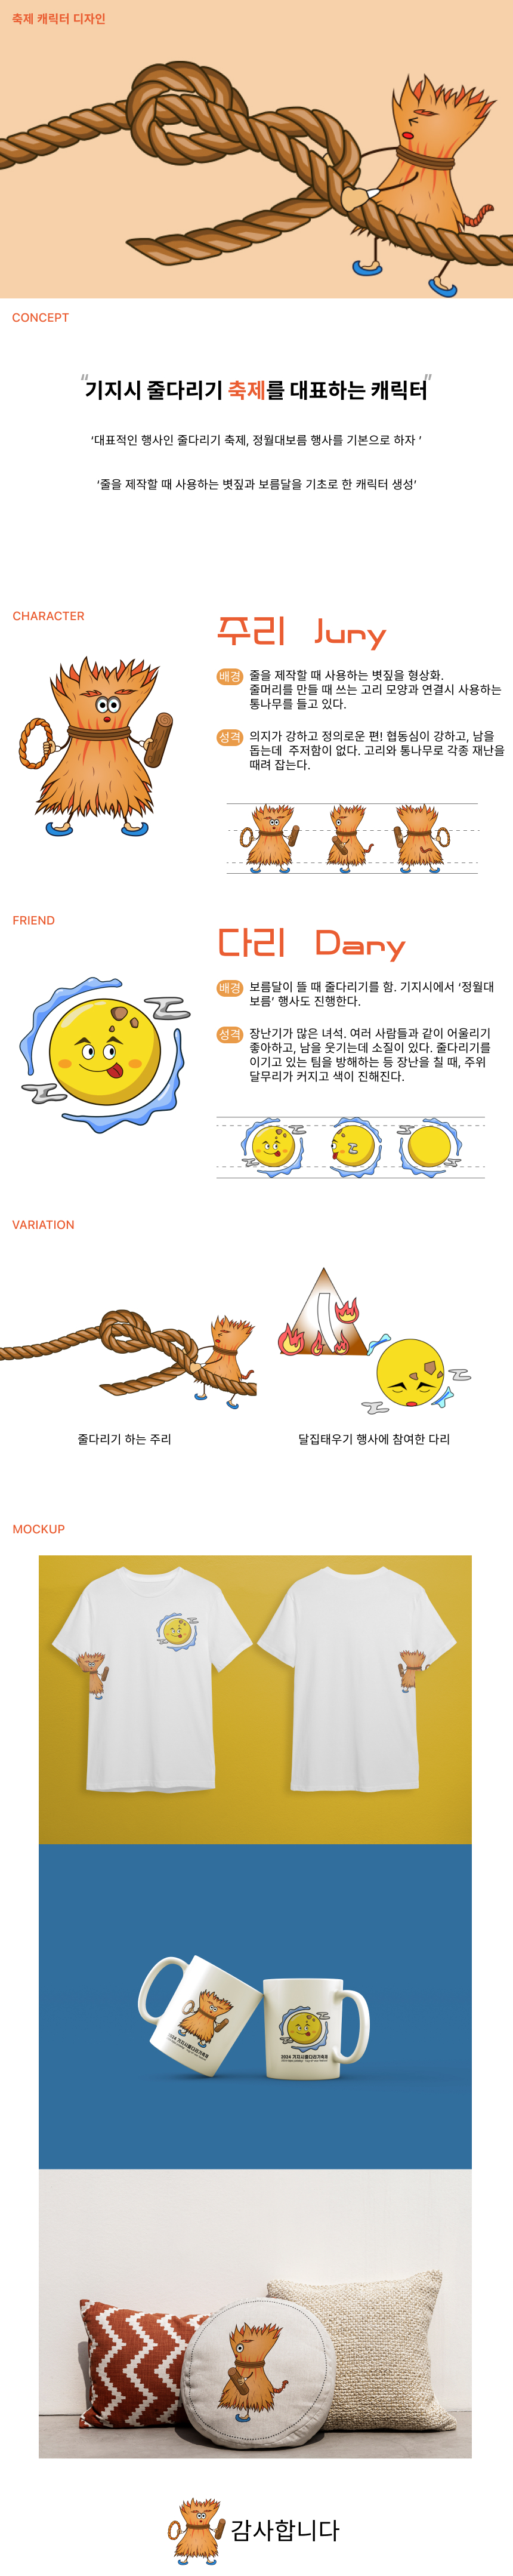 축제 캐릭터 디자인
CONCEPT
"기지시 줄다리기 축제를 대표하는 캐릭터"
‘대표적인 행사인 줄다리기 축제, 정월대보름 행사를 기본으로 하자 ’
‘줄을 제작할 때 사용하는 볏짚과 보름달을 기초로 한 캐릭터 생성’
CHARACTER
주리 Jury
배경 줄을 제작할 때 사용하는 볏짚을 형상화.
줄머리를 만들 때 쓰는 고리 모양과 연결시 사용하는
통나무를 들고 있다.
성격 의지가 강하고 정의로운 편! 협동심이 강하고, 남을
돕는데 주저함이 없다. 고리와 통나무로 각종 재난을
때려 잡는다.
FRIEND
다리 Dary
배경 보름달이 뜰 때 줄다리기를 함. 기지시에서 ‘정월대
보름’ 행사도 진행한다.
성격 장난기가 많은 녀석. 여러 사람들과 같이 어울리기
좋아하고, 남을 웃기는데 소질이 있다. 줄다리기를
이기고 있는 팀을 방해하는 등 장난을 칠 때, 주위
달무리가 커지고 색이 진해진다.
VARIATION
줄다리기 하는 주리
달집태우기 행사에 참여한 다리
MOCKUP
2024 기지시줄다리기축제
2024 기지시줄다리기축제
감사합니다